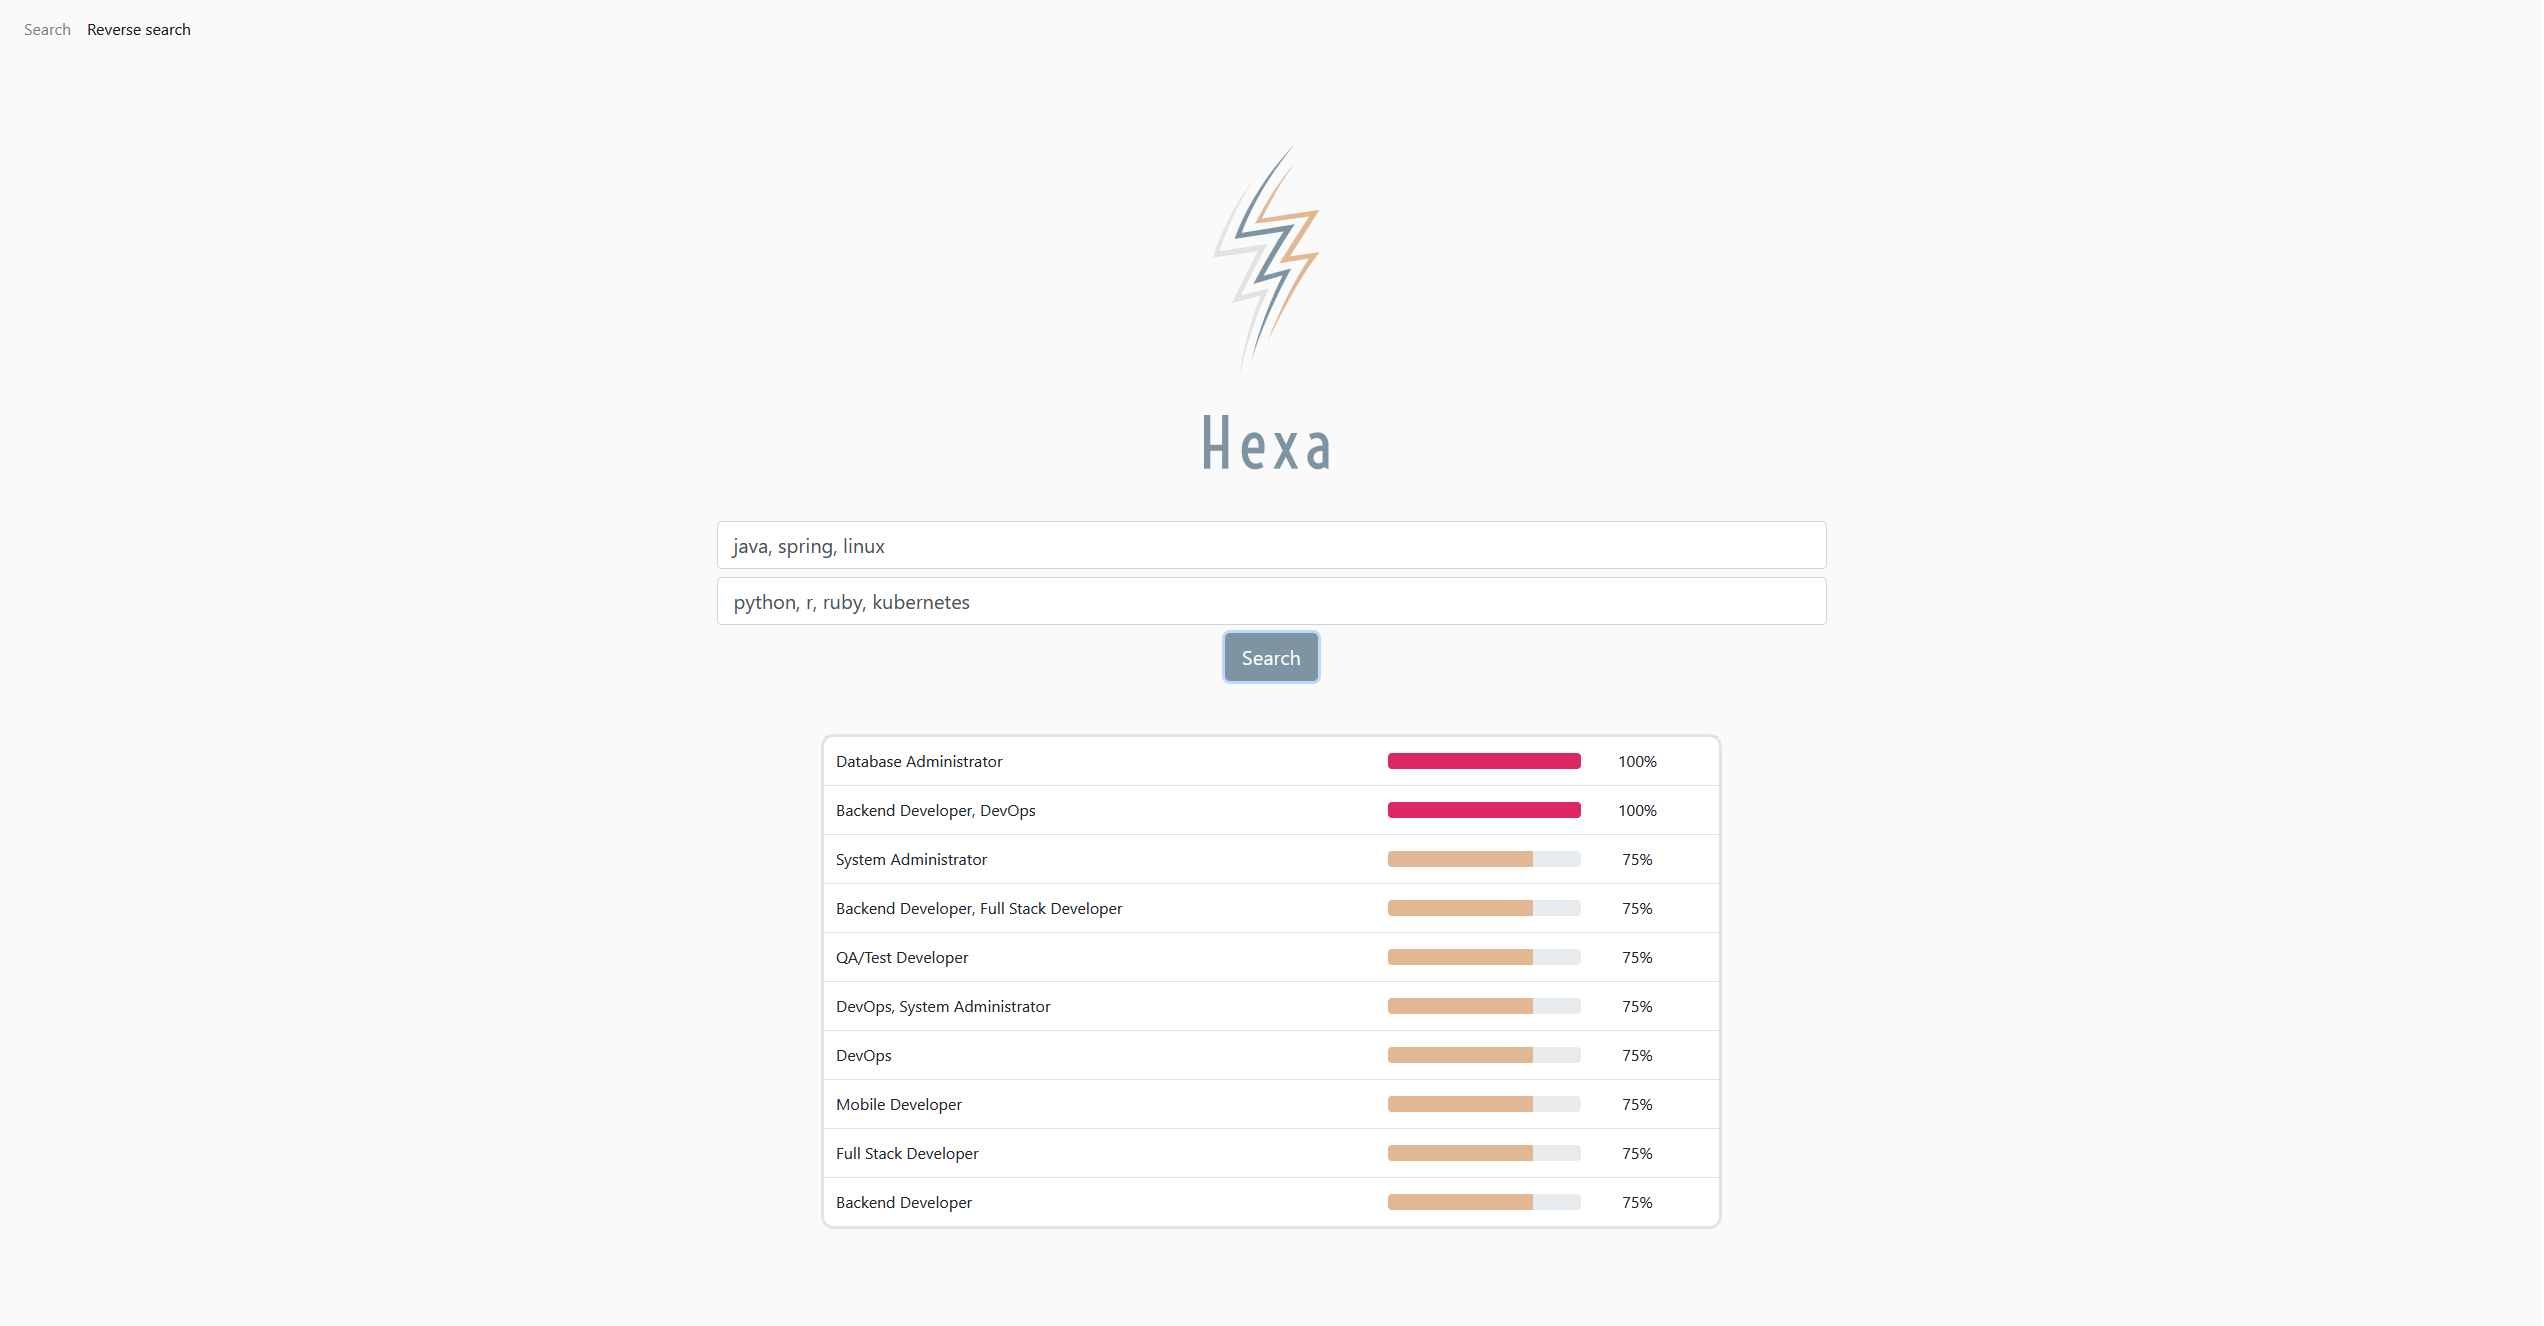 Search Reverse search
Hexa
java, spring, linux
python, r, ruby, kubernetes
Search
Database Administrator 100%
Backend Developer, DevOps 100%
System Administrator 75%
Backend Developer, Full Stack Developer 75%
QA/Test Developer 75%
DevOps, System Administrator 75%
DevOps 75%
Mobile Developer 75%
Full Stack Developer 75%
Backend Developer 75%